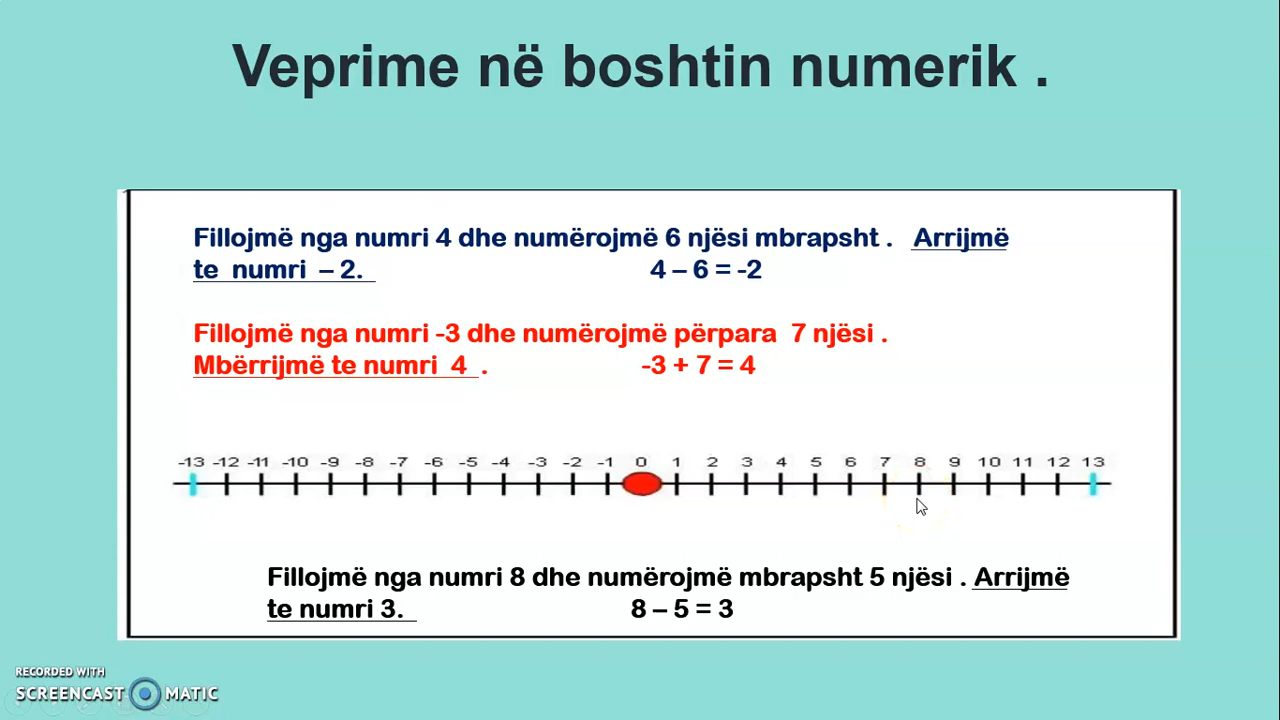 Veprime në boshtin numerik .
Fillojmë nga numri 4 dhe numërojmë 6 njësi mbrapsht . Arrijmë
te numri – 2. 4 – 6 = -2
Fillojmë nga numri -3 dhe numërojmë përpara 7 njësi .
Mbërrijmë te numri 4 . -3 + 7 = 4
-13 -12 -11 -10 -9 -8 -7 -6 -5 -4 -3 -2 -1 0 1 2 3 4 5 6 7 8 9 10 11 12 13
Fillojmë nga numri 8 dhe numërojmë mbrapsht 5 njësi . Arrijmë
te numri 3. 8 – 5 = 3
RECORDED WITH
SCREENCAST MATIC